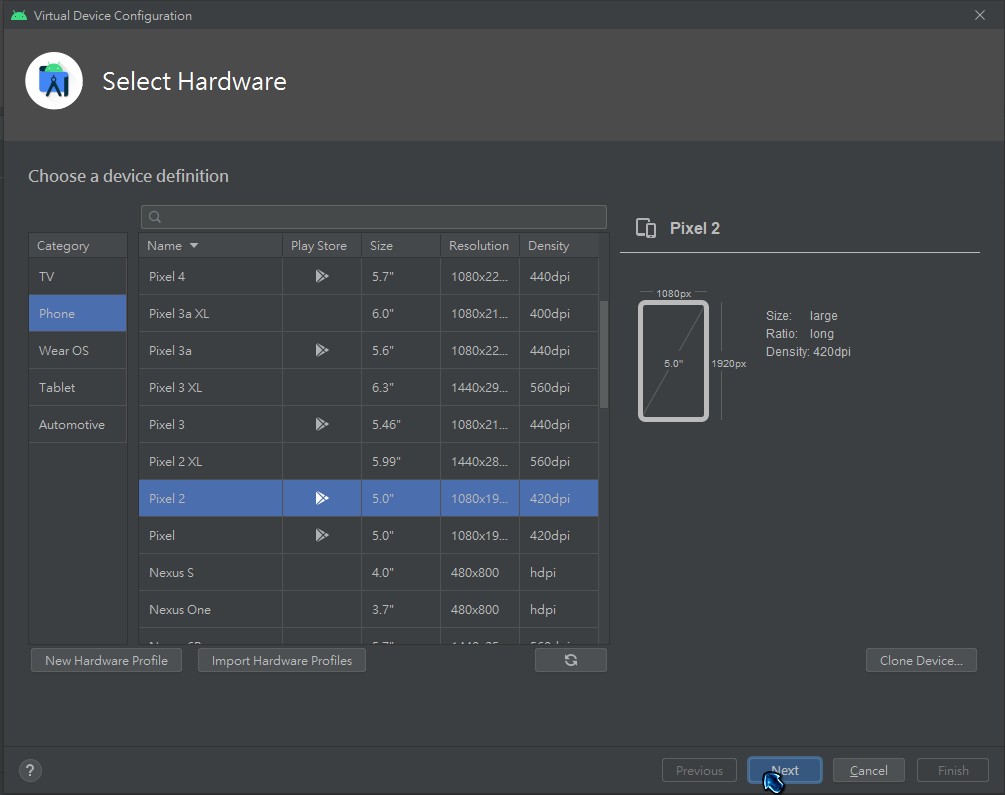 Virtual Device Configuration
Select Hardware
Choose a device definition
Category
TV
Phone
Wear OS
Tablet
Automotive
Name Play Store Size Resolution Density
Pixel 4 5.7" 1080x22... 440dpi
Pixel 3a XL 6.0" 1080x21... 400dpi
Pixel 3a 5.6" 1080x22... 440dpi
Pixel 3 XL 6.3" 1440x29... 560dpi
Pixel 3 5.46" 1080x21... 440dpi
Pixel 2 XL 5.99" 1440x28... 560dpi
Pixel 2 5.0" 1080x19... 420dpi
Pixel 5.0" 1080x19... 420dpi
Nexus S 4.0" 480x800 hdpi
Nexus One 3.7" 480x800 hdpi
Pixel 2
1080px
5.0"
1920px
Size: large
Ratio: long
Density: 420dpi
New Hardware Profile
Import Hardware Profiles
Clone Device...
?
Previous
Next
Cancel
Finish